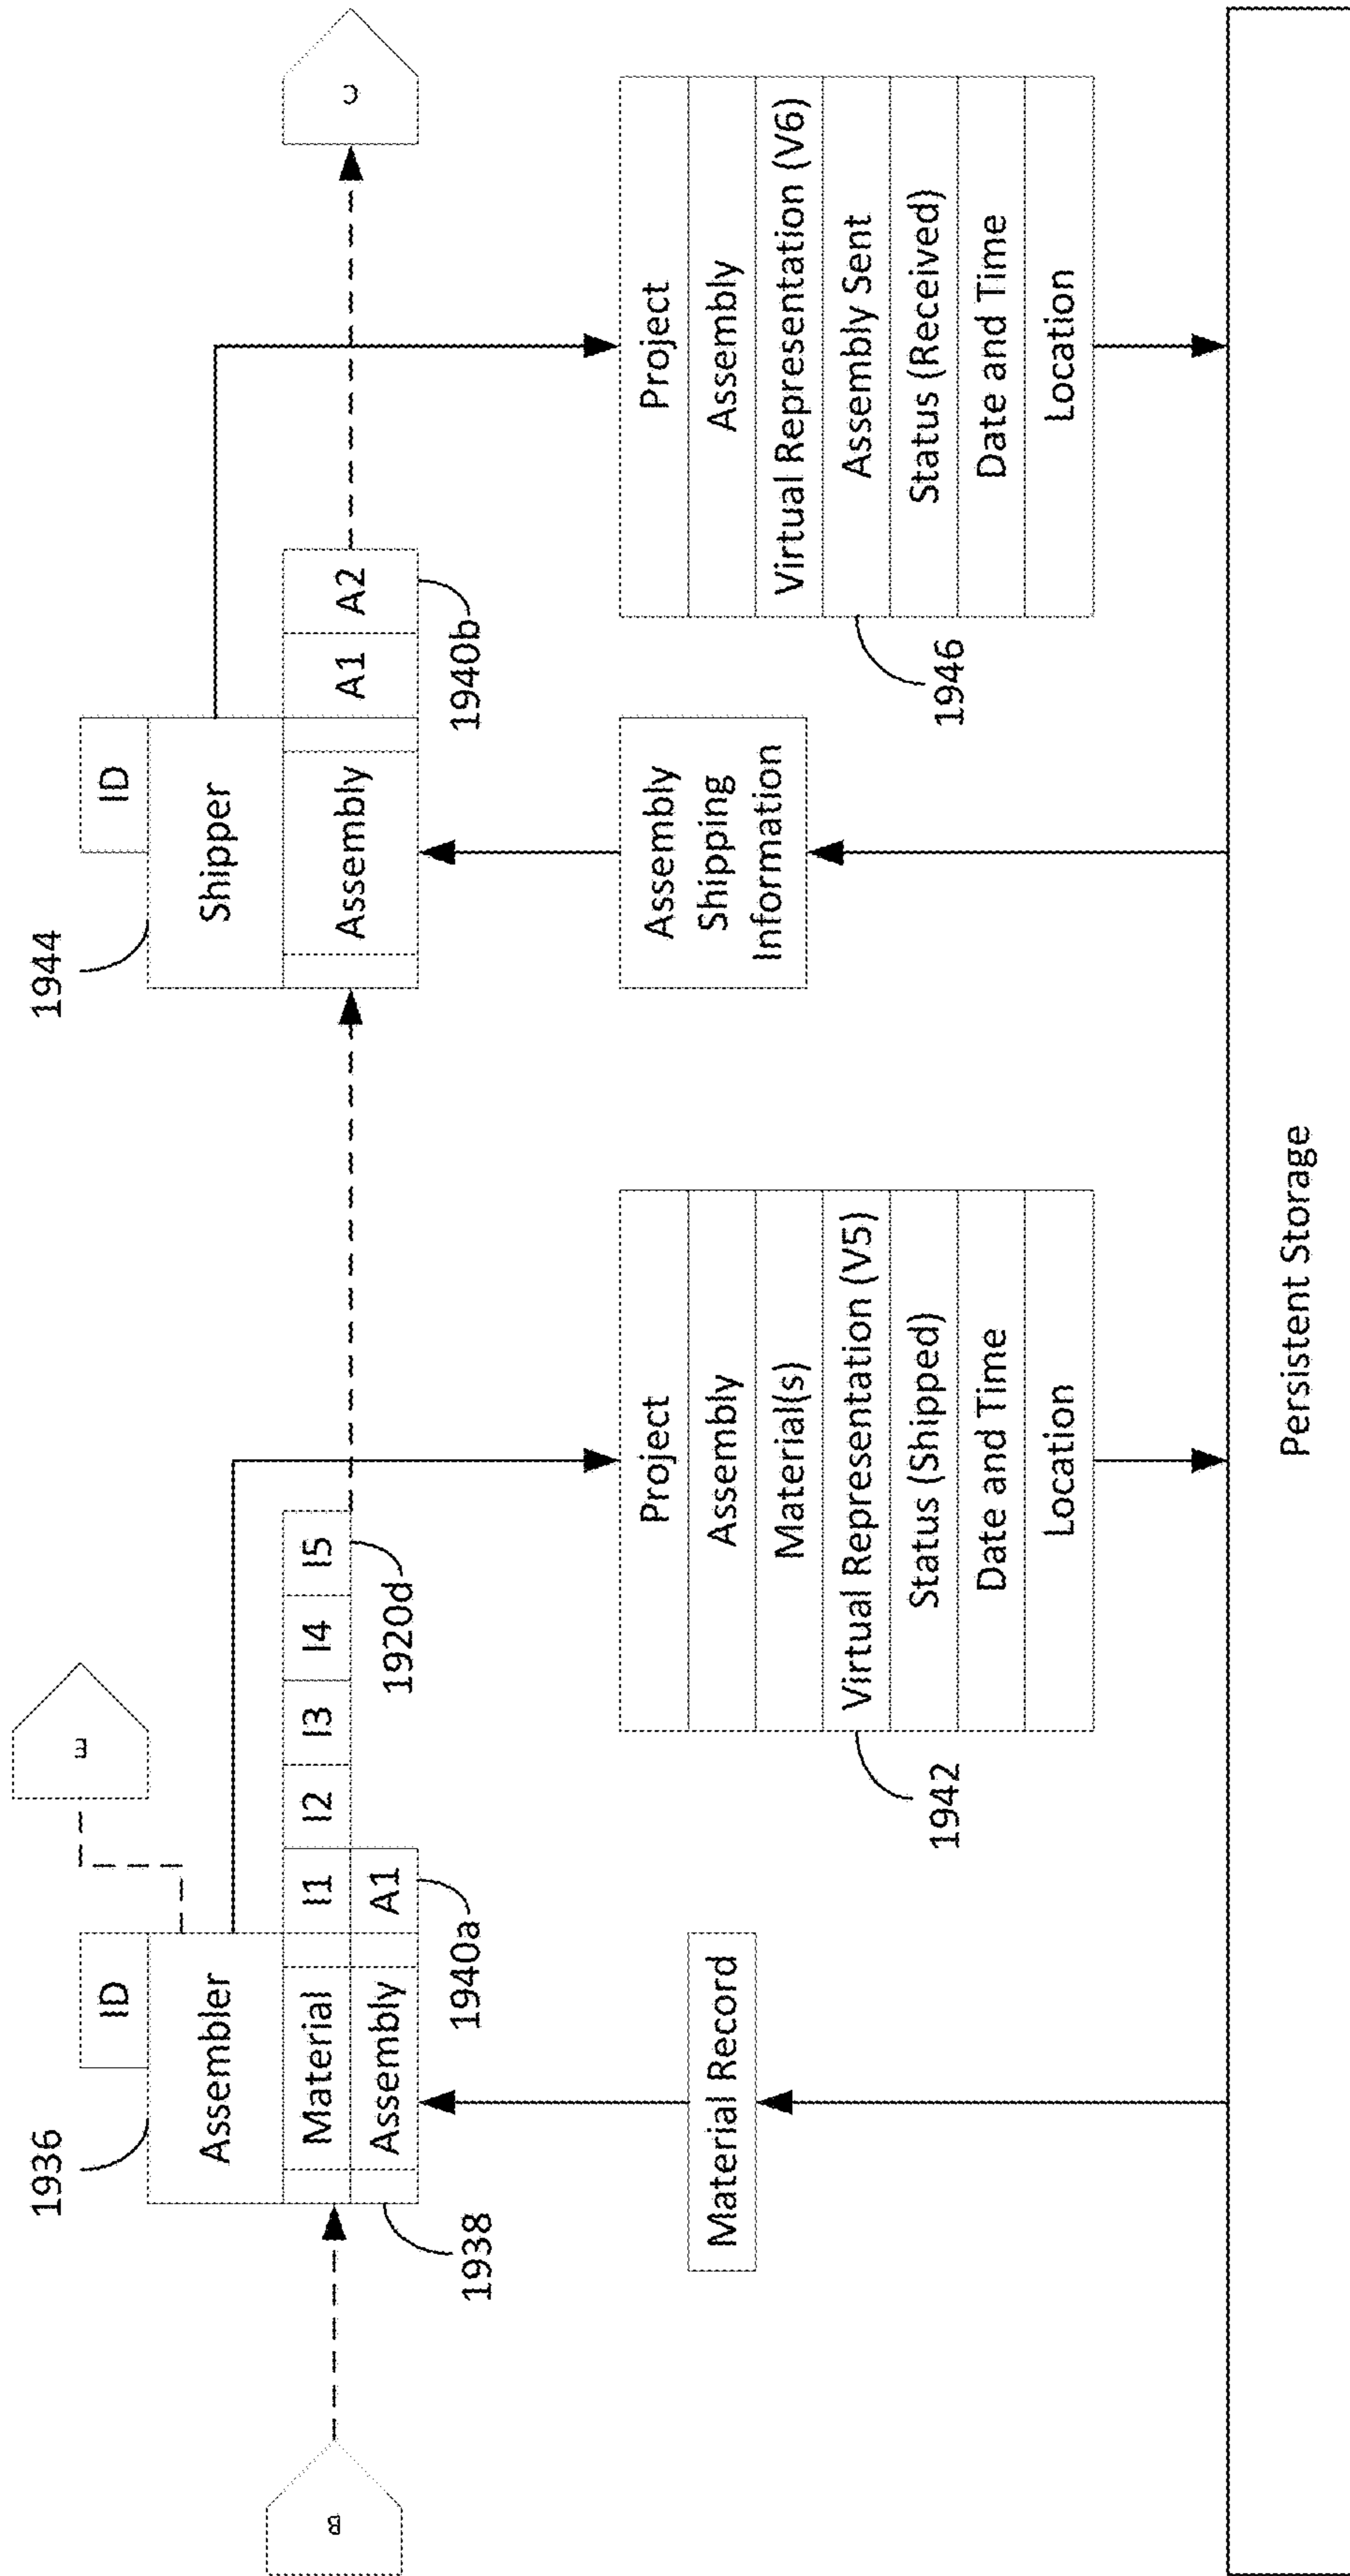 1936
ID
Assembler
Material
I1
I2
I3
I4
I5
Assembly
A1
1938
1940a
1920d
E
B
1944
ID
Shipper
Assembly
A1
A2
1940b
C
Material Record
Project
Assembly
Material(s)
Virtual Representation (V5)
Status (Shipped)
Date and Time
Location
1942
Assembly
Shipping
Information
Project
Assembly
Virtual Representation (V6)
Assembly Sent
Status (Received)
Date and Time
Location
1946
Persistent Storage